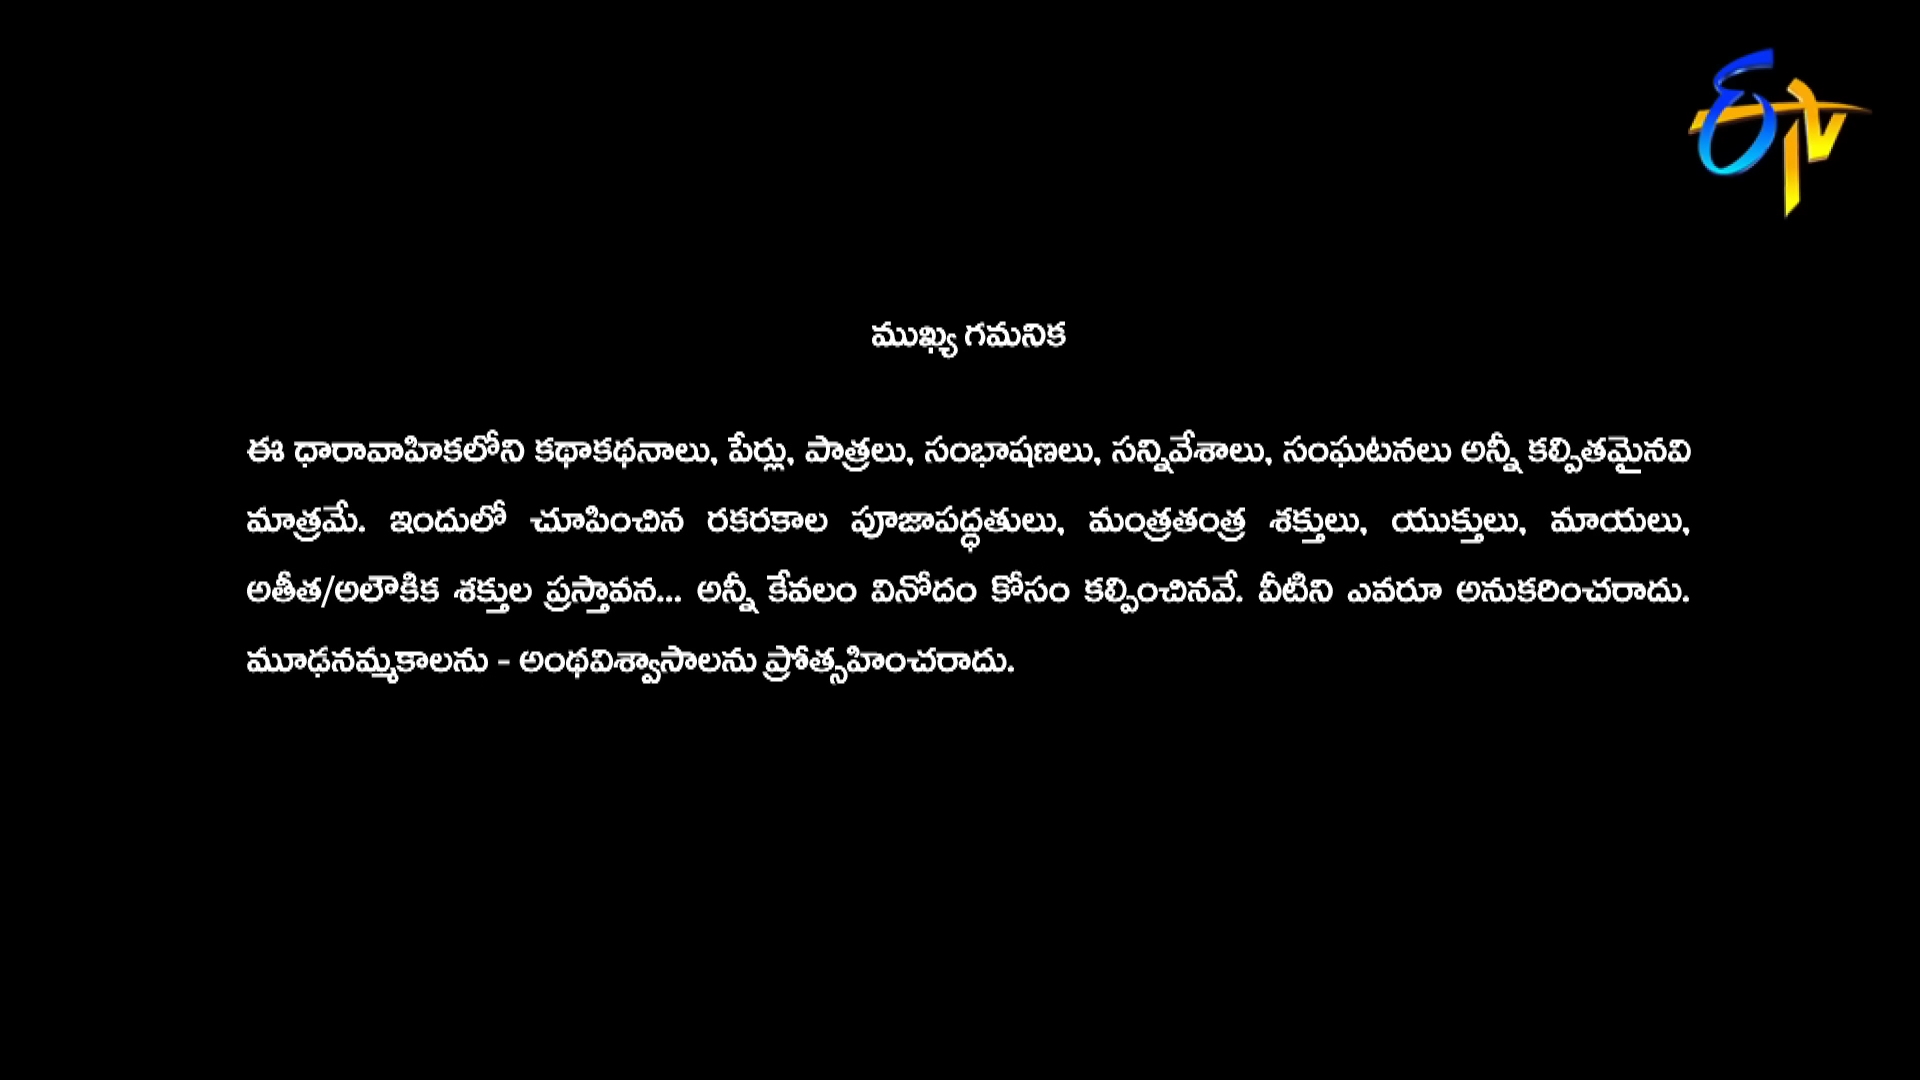 ఈTV
ముఖ్య గమనిక
ఈ ధారావాహికలోని కథాకథనాలు, పేర్లు, పాత్రలు, సంభాషణలు, సన్నివేశాలు, సంఘటనలు అన్నీ కల్పితమైనవి
మాత్రమే. ఇందులో చూపించిన రకరకాల పూజాపద్ధతులు, మంత్రతంత్ర శక్తులు, యుక్తులు, మాయలు,
అతీత/అలౌకిక శక్తుల ప్రస్తావన... అన్నీ కేవలం వినోదం కోసం కల్పించినవే. వీటిని ఎవరూ అనుకరించరాదు.
మూఢనమ్మకాలను - అంథవిశ్వాసాలను ప్రోత్సహించరాదు.